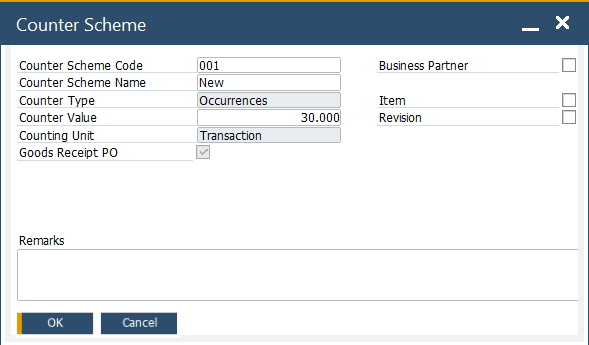 Counter Scheme
Counter Scheme Code 001 Business Partner
Counter Scheme Name New
Counter Type Occurrences Item
Counter Value 30.000 Revision
Counting Unit Transaction
Goods Receipt PO
Remarks
OK Cancel